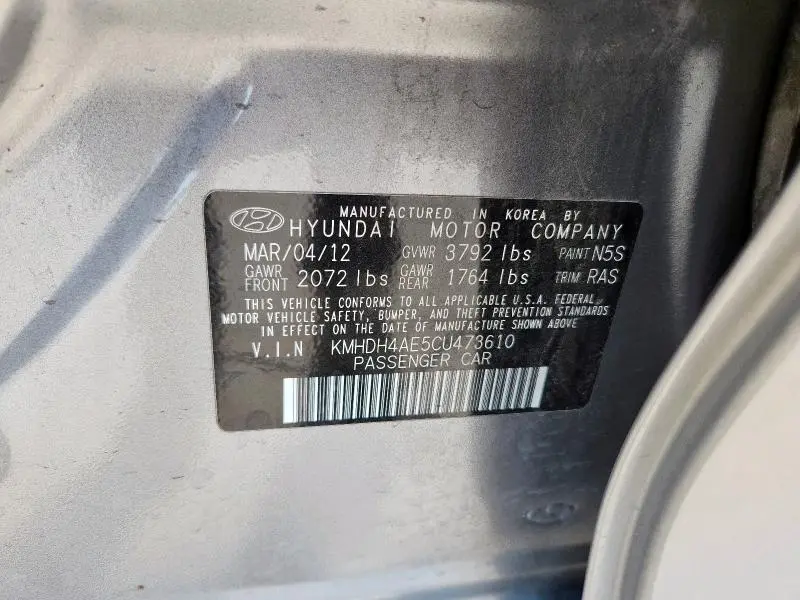 MANUFACTURED IN KOREA BY
HYUNDAI MOTOR COMPANY
MAR/04/12 GVWR 3792 lbs PAINT N5S
GAWR FRONT 2072 lbs GAWR REAR 1764 lbs TRIM RAS
THIS VEHICLE CONFORMS TO ALL APPLICABLE U.S.A. FEDERAL
MOTOR VEHICLE SAFETY, BUMPER, AND THEFT PREVENTION STANDARDS
IN EFFECT ON THE DATE OF MANUFACTURE SHOWN ABOVE
V.I.N KMHDH4AE5CU473610
PASSENGER CAR